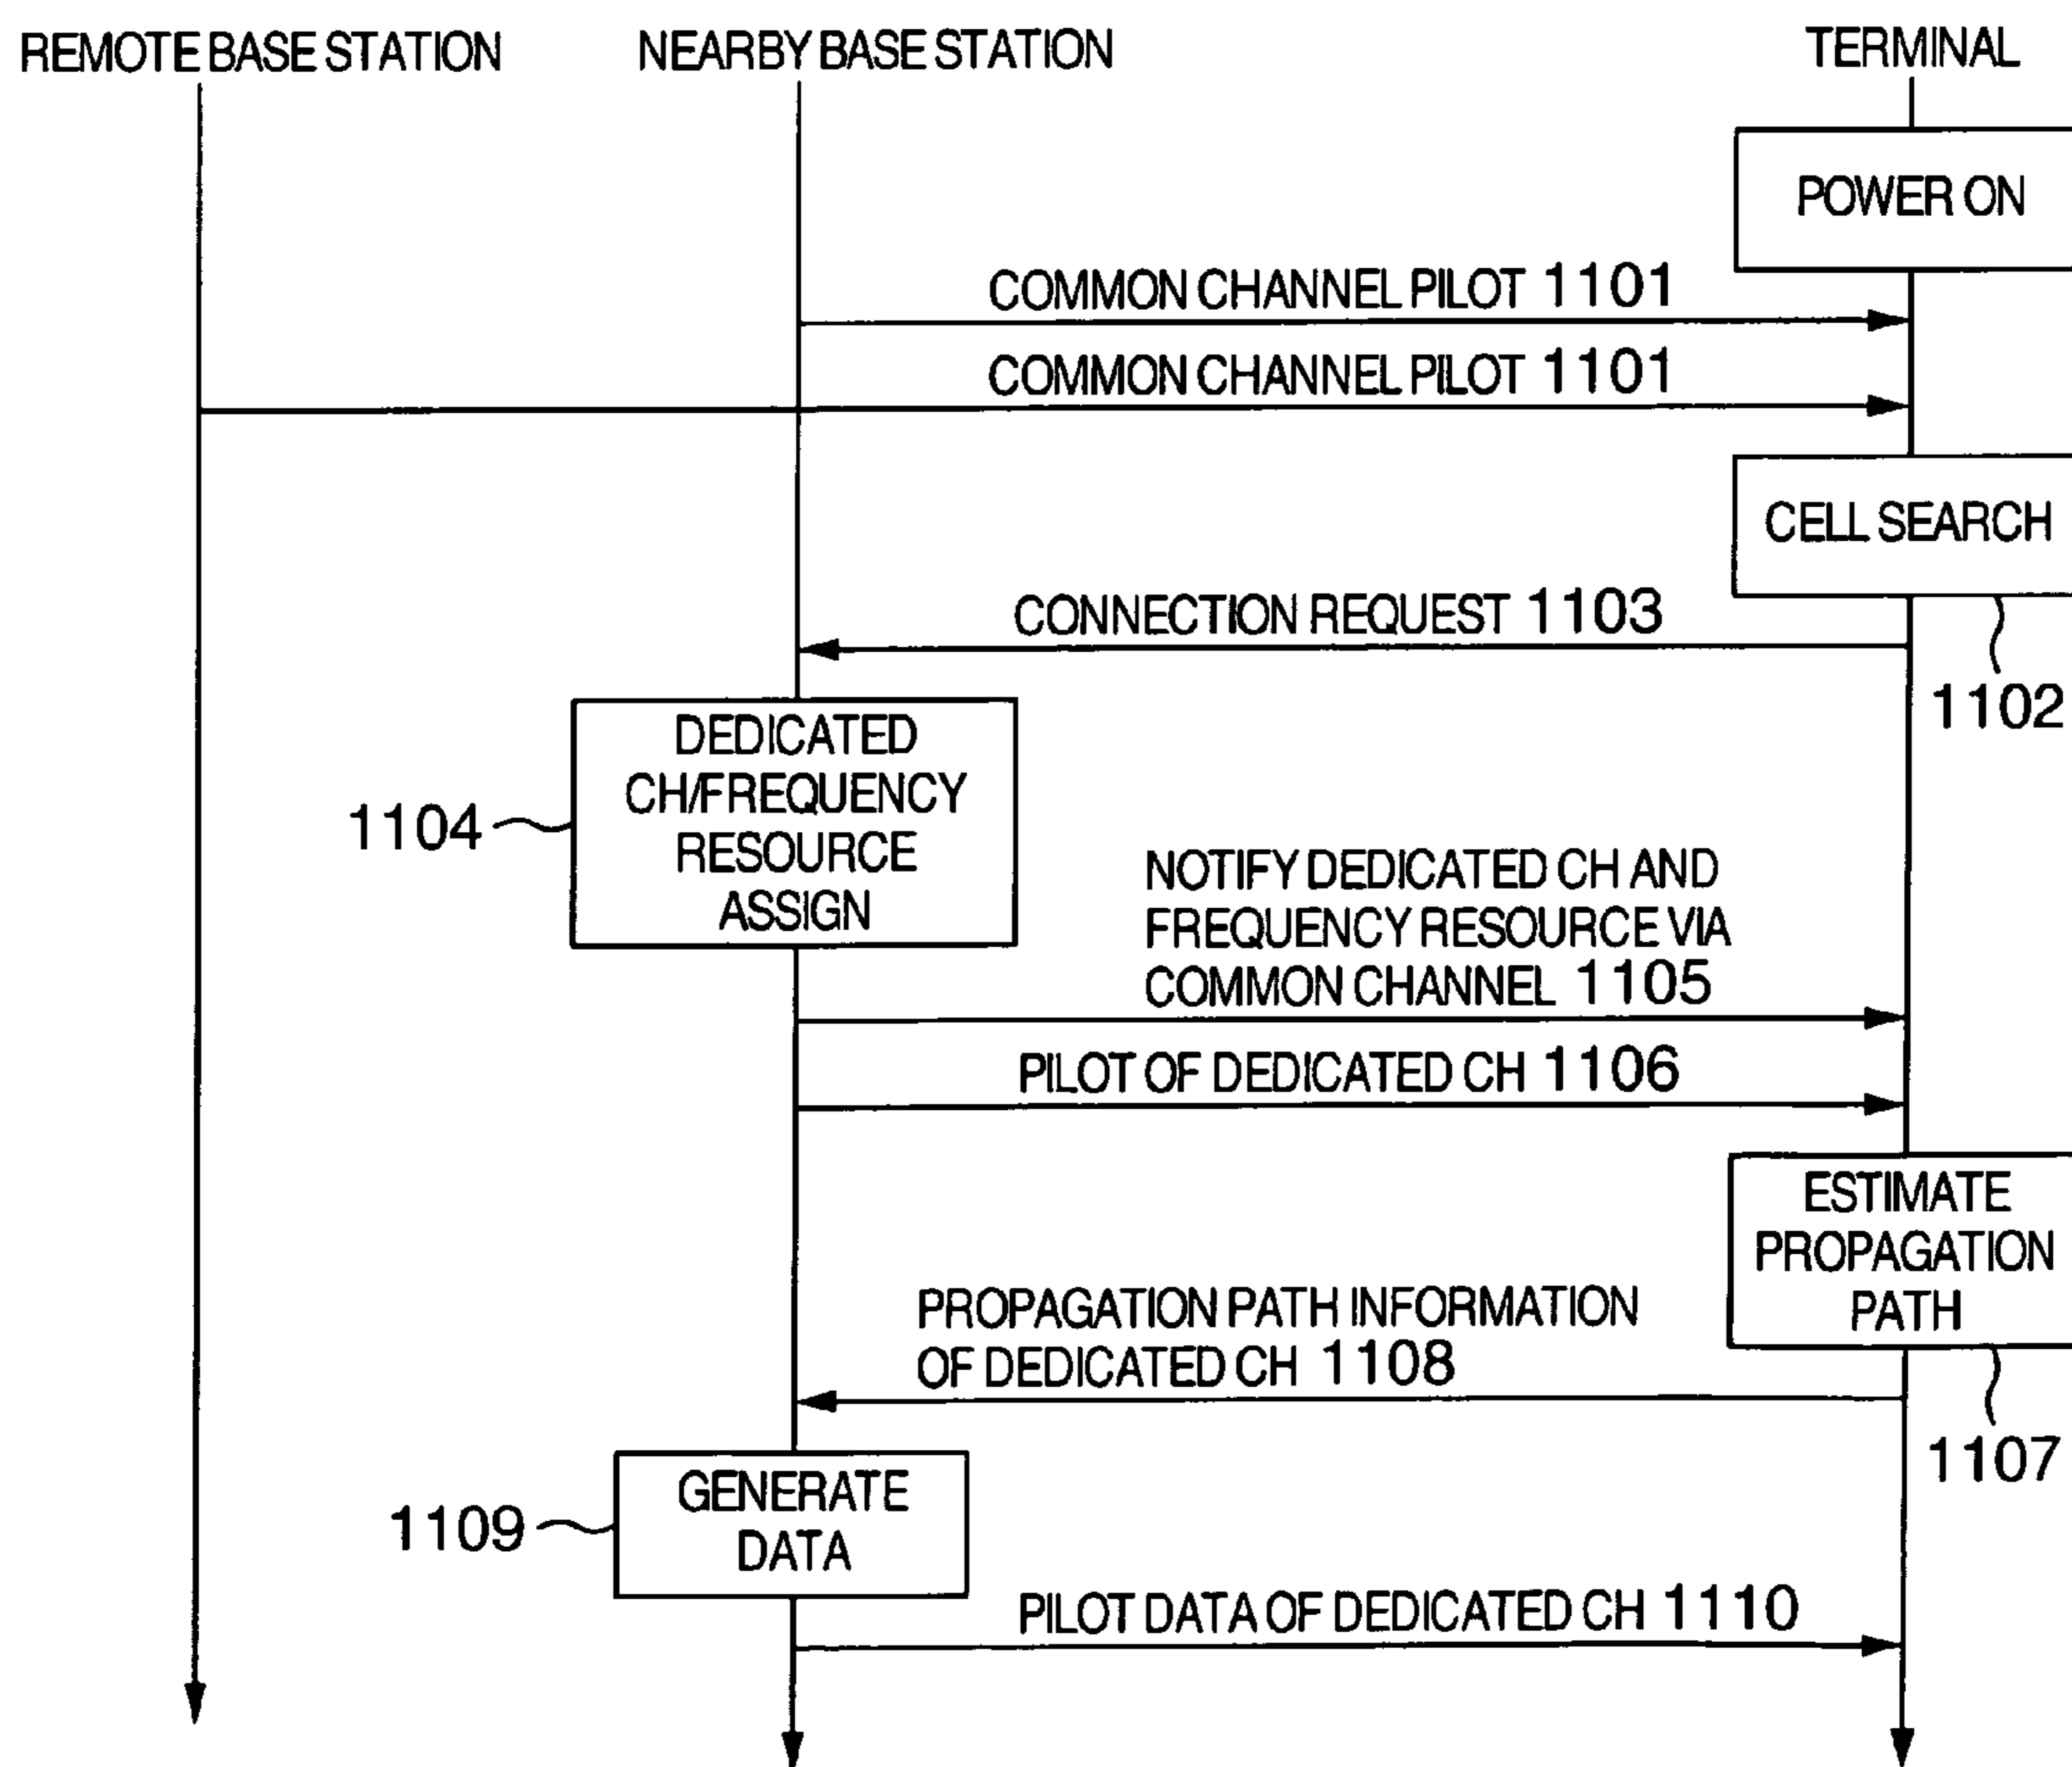 REMOTE BASE STATION
NEARBY BASE STATION
TERMINAL
POWER ON
COMMON CHANNEL PILOT 1101
COMMON CHANNEL PILOT 1101
CELL SEARCH
1102
CONNECTION REQUEST 1103
DEDICATED
CH/FREQUENCY
RESOURCE
ASSIGN
1104
NOTIFY DEDICATED CH AND
FREQUENCY RESOURCE VIA
COMMON CHANNEL 1105
PILOT OF DEDICATED CH 1106
ESTIMATE
PROPAGATION
PATH
1107
PROPAGATION PATH INFORMATION
OF DEDICATED CH 1108
GENERATE
DATA
1109
PILOT DATA OF DEDICATED CH 1110